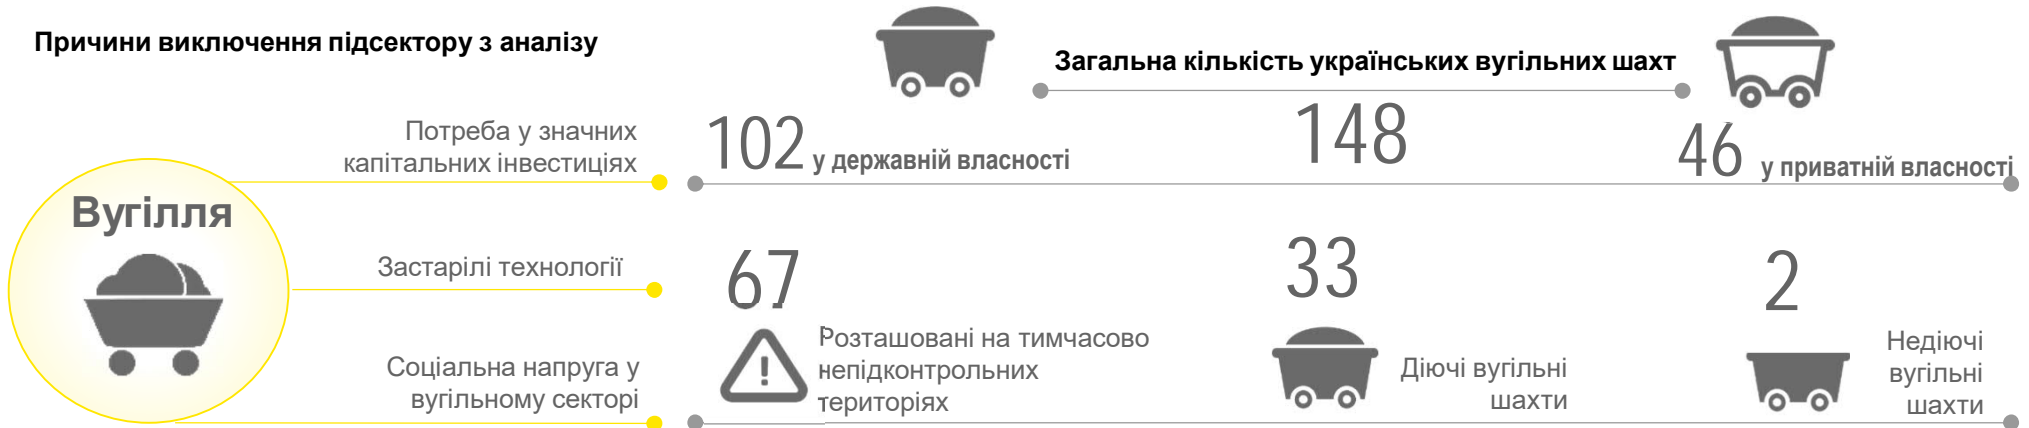 Причини виключення підсектору з аналізу
Вугілля
Потреба у значних
капітальних інвестиціях
Застарілі технології
Соціальна напруга у
вугільному секторі
Загальна кількість українських вугільних шахт
102 у державній власності
148
46 у приватній власності
67
Розташовані на тимчасово
непідконтрольних
територіях
33
Діючі вугільні
шахти
2
Недіючі
вугільні
шахти